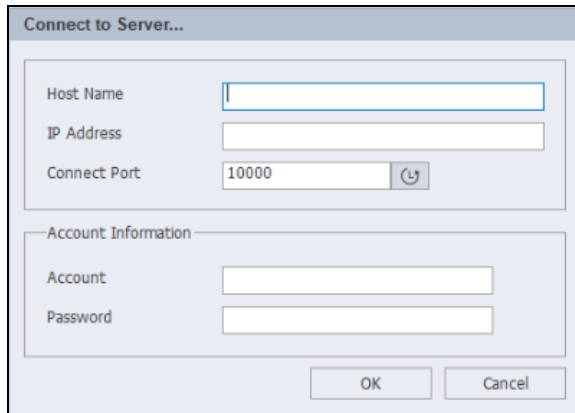 Connect to Server...
Host Name
IP Address
Connect Port 10000
Account Information
Account
Password
OK Cancel